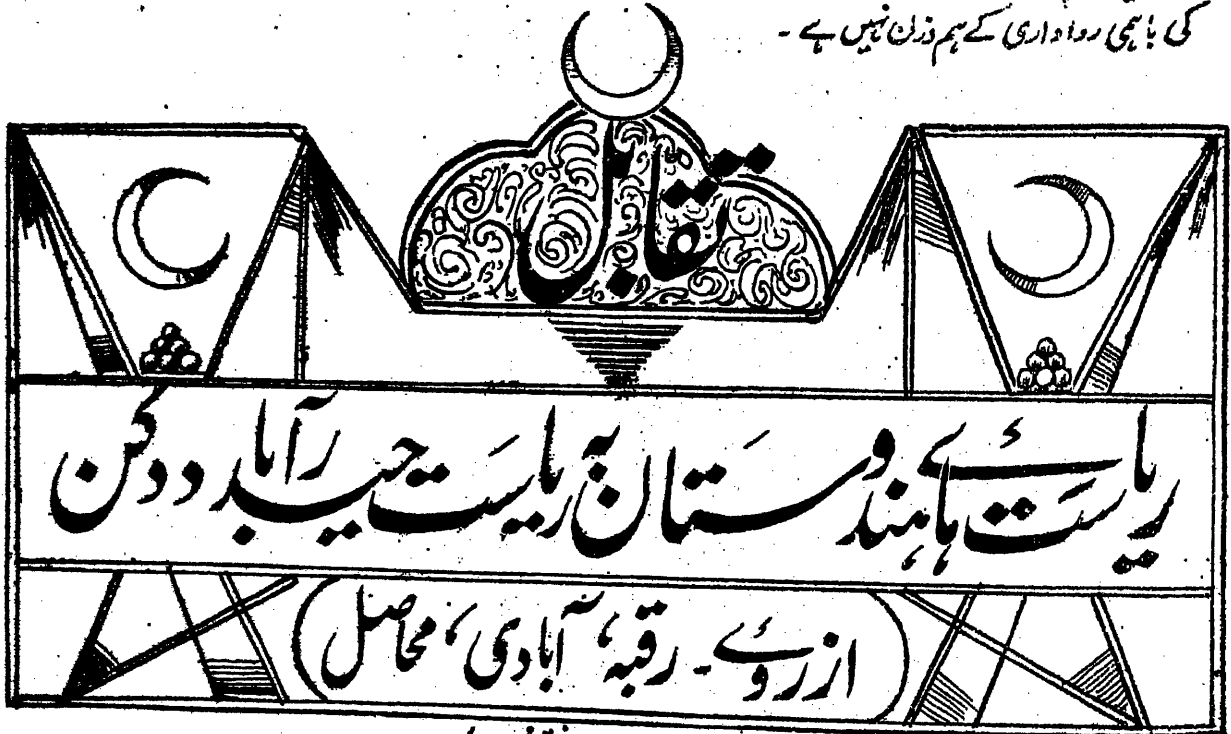 کی باہمی رواداری کے ہم وزن نہیں ہے ۔
تقابل
ریاست ہائے ہندوستان بہ ریاست حیدرآباد دکن
(ازروئے ۔ رقبہ، آبادی، محاصل)